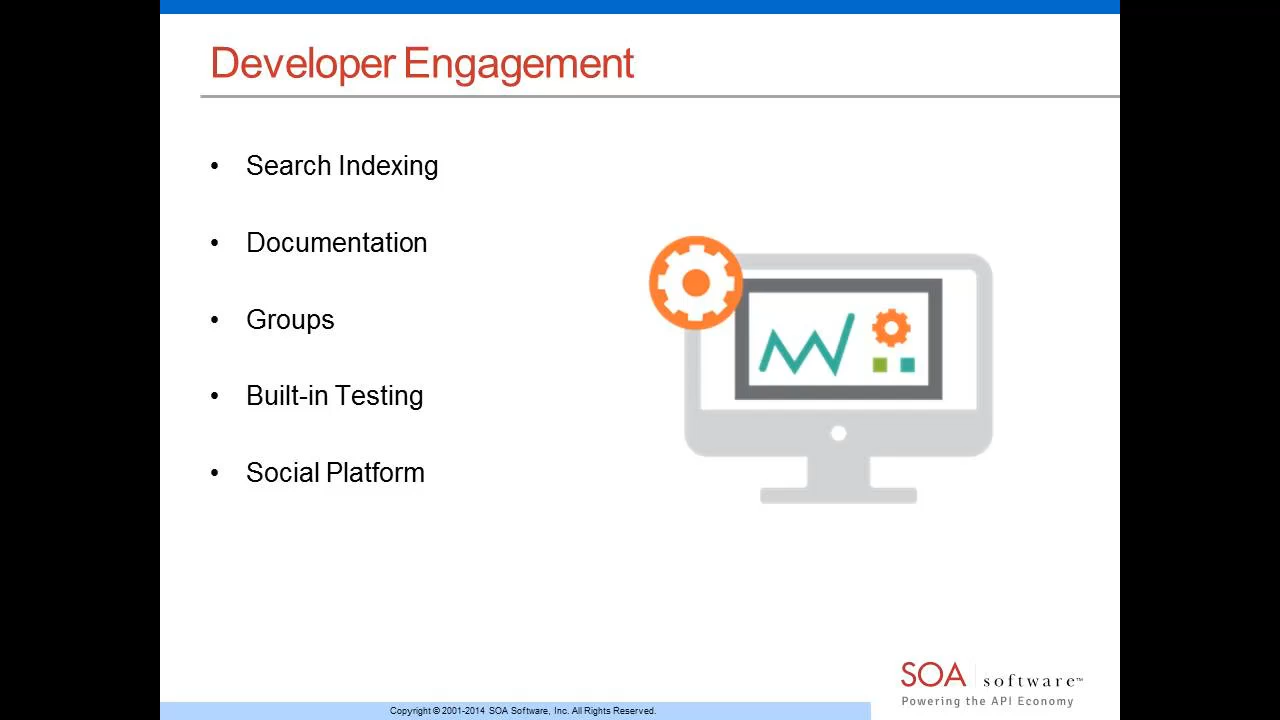 Developer Engagement
• Search Indexing
• Documentation
• Groups
• Built-in Testing
• Social Platform
SOA software™
Powering the API Economy
Copyright © 2001-2014 SOA Software, Inc. All Rights Reserved.